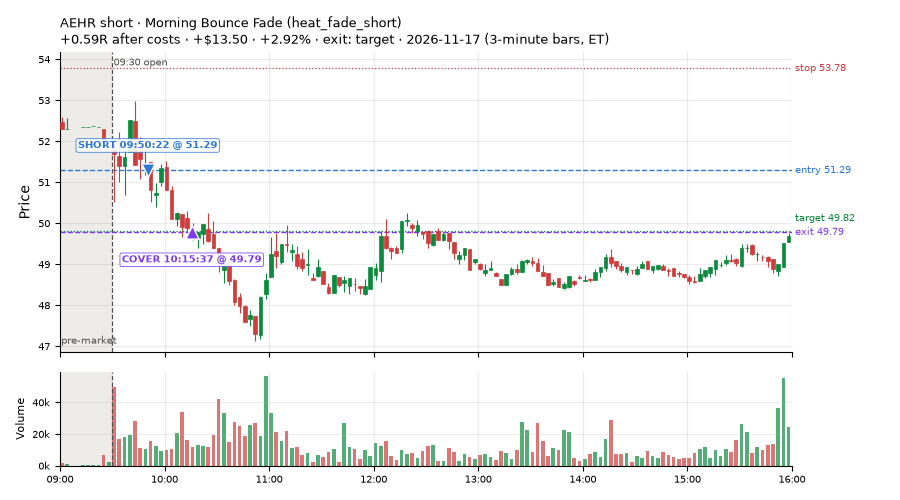 AEHR short · Morning Bounce Fade (heat_fade_short)
+0.59R after costs · +$13.50 · +2.92% · exit: target · 2026-11-17 (3-minute bars, ET)
54
09:30 open
stop 53.78
53
52
SHORT 09:50:22 @ 51.29
entry 51.29
51
Price
50
target 49.82
exit 49.79
COVER 10:15:37 @ 49.79
49
48
47
pre-market
Volume
40k
20k
0k
09:00
10:00
11:00
12:00
13:00
14:00
15:00
16:00